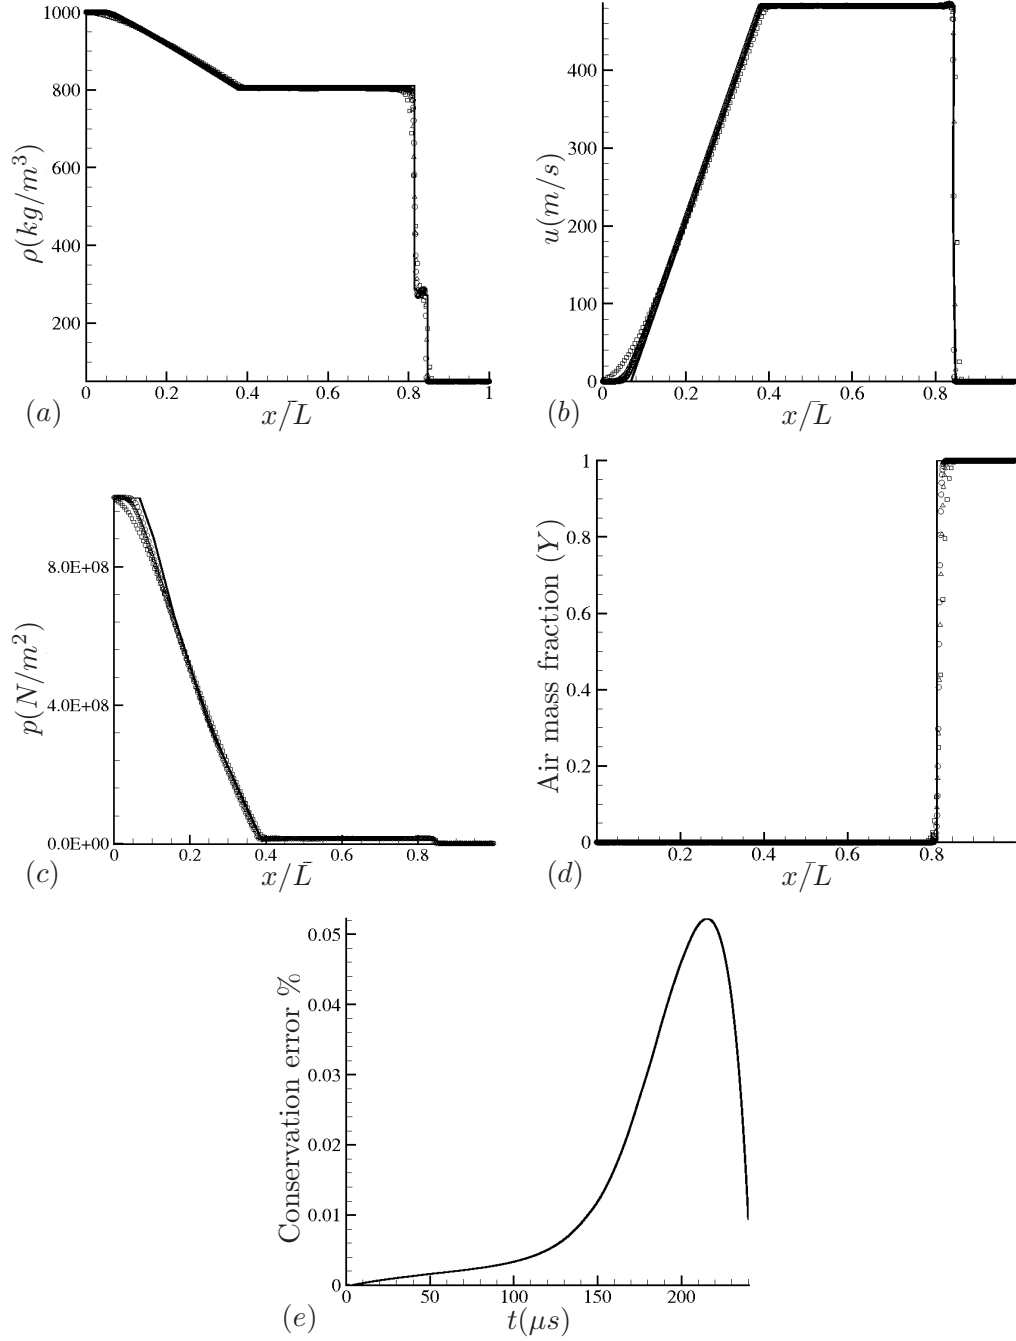 1000
800
600
400
200
ρ(kg/m³)
0 0.2 0.4 0.6 0.8 1
x/L
(a)
400
300
200
100
0
u(m/s)
0 0.2 0.4 0.6 0.8
x/L
(b)
8.0E+08
4.0E+08
0.0E+00
p(N/m²)
0 0.2 0.4 0.6 0.8
x/L
(c)
1
0.8
0.6
0.4
0.2
0
Air mass fraction (Y)
0.2 0.4 0.6 0.8
x/L
(d)
0.05
0.04
0.03
0.02
0.01
0
Conservation error %
0 50 100 150 200
t(μs)
(e)